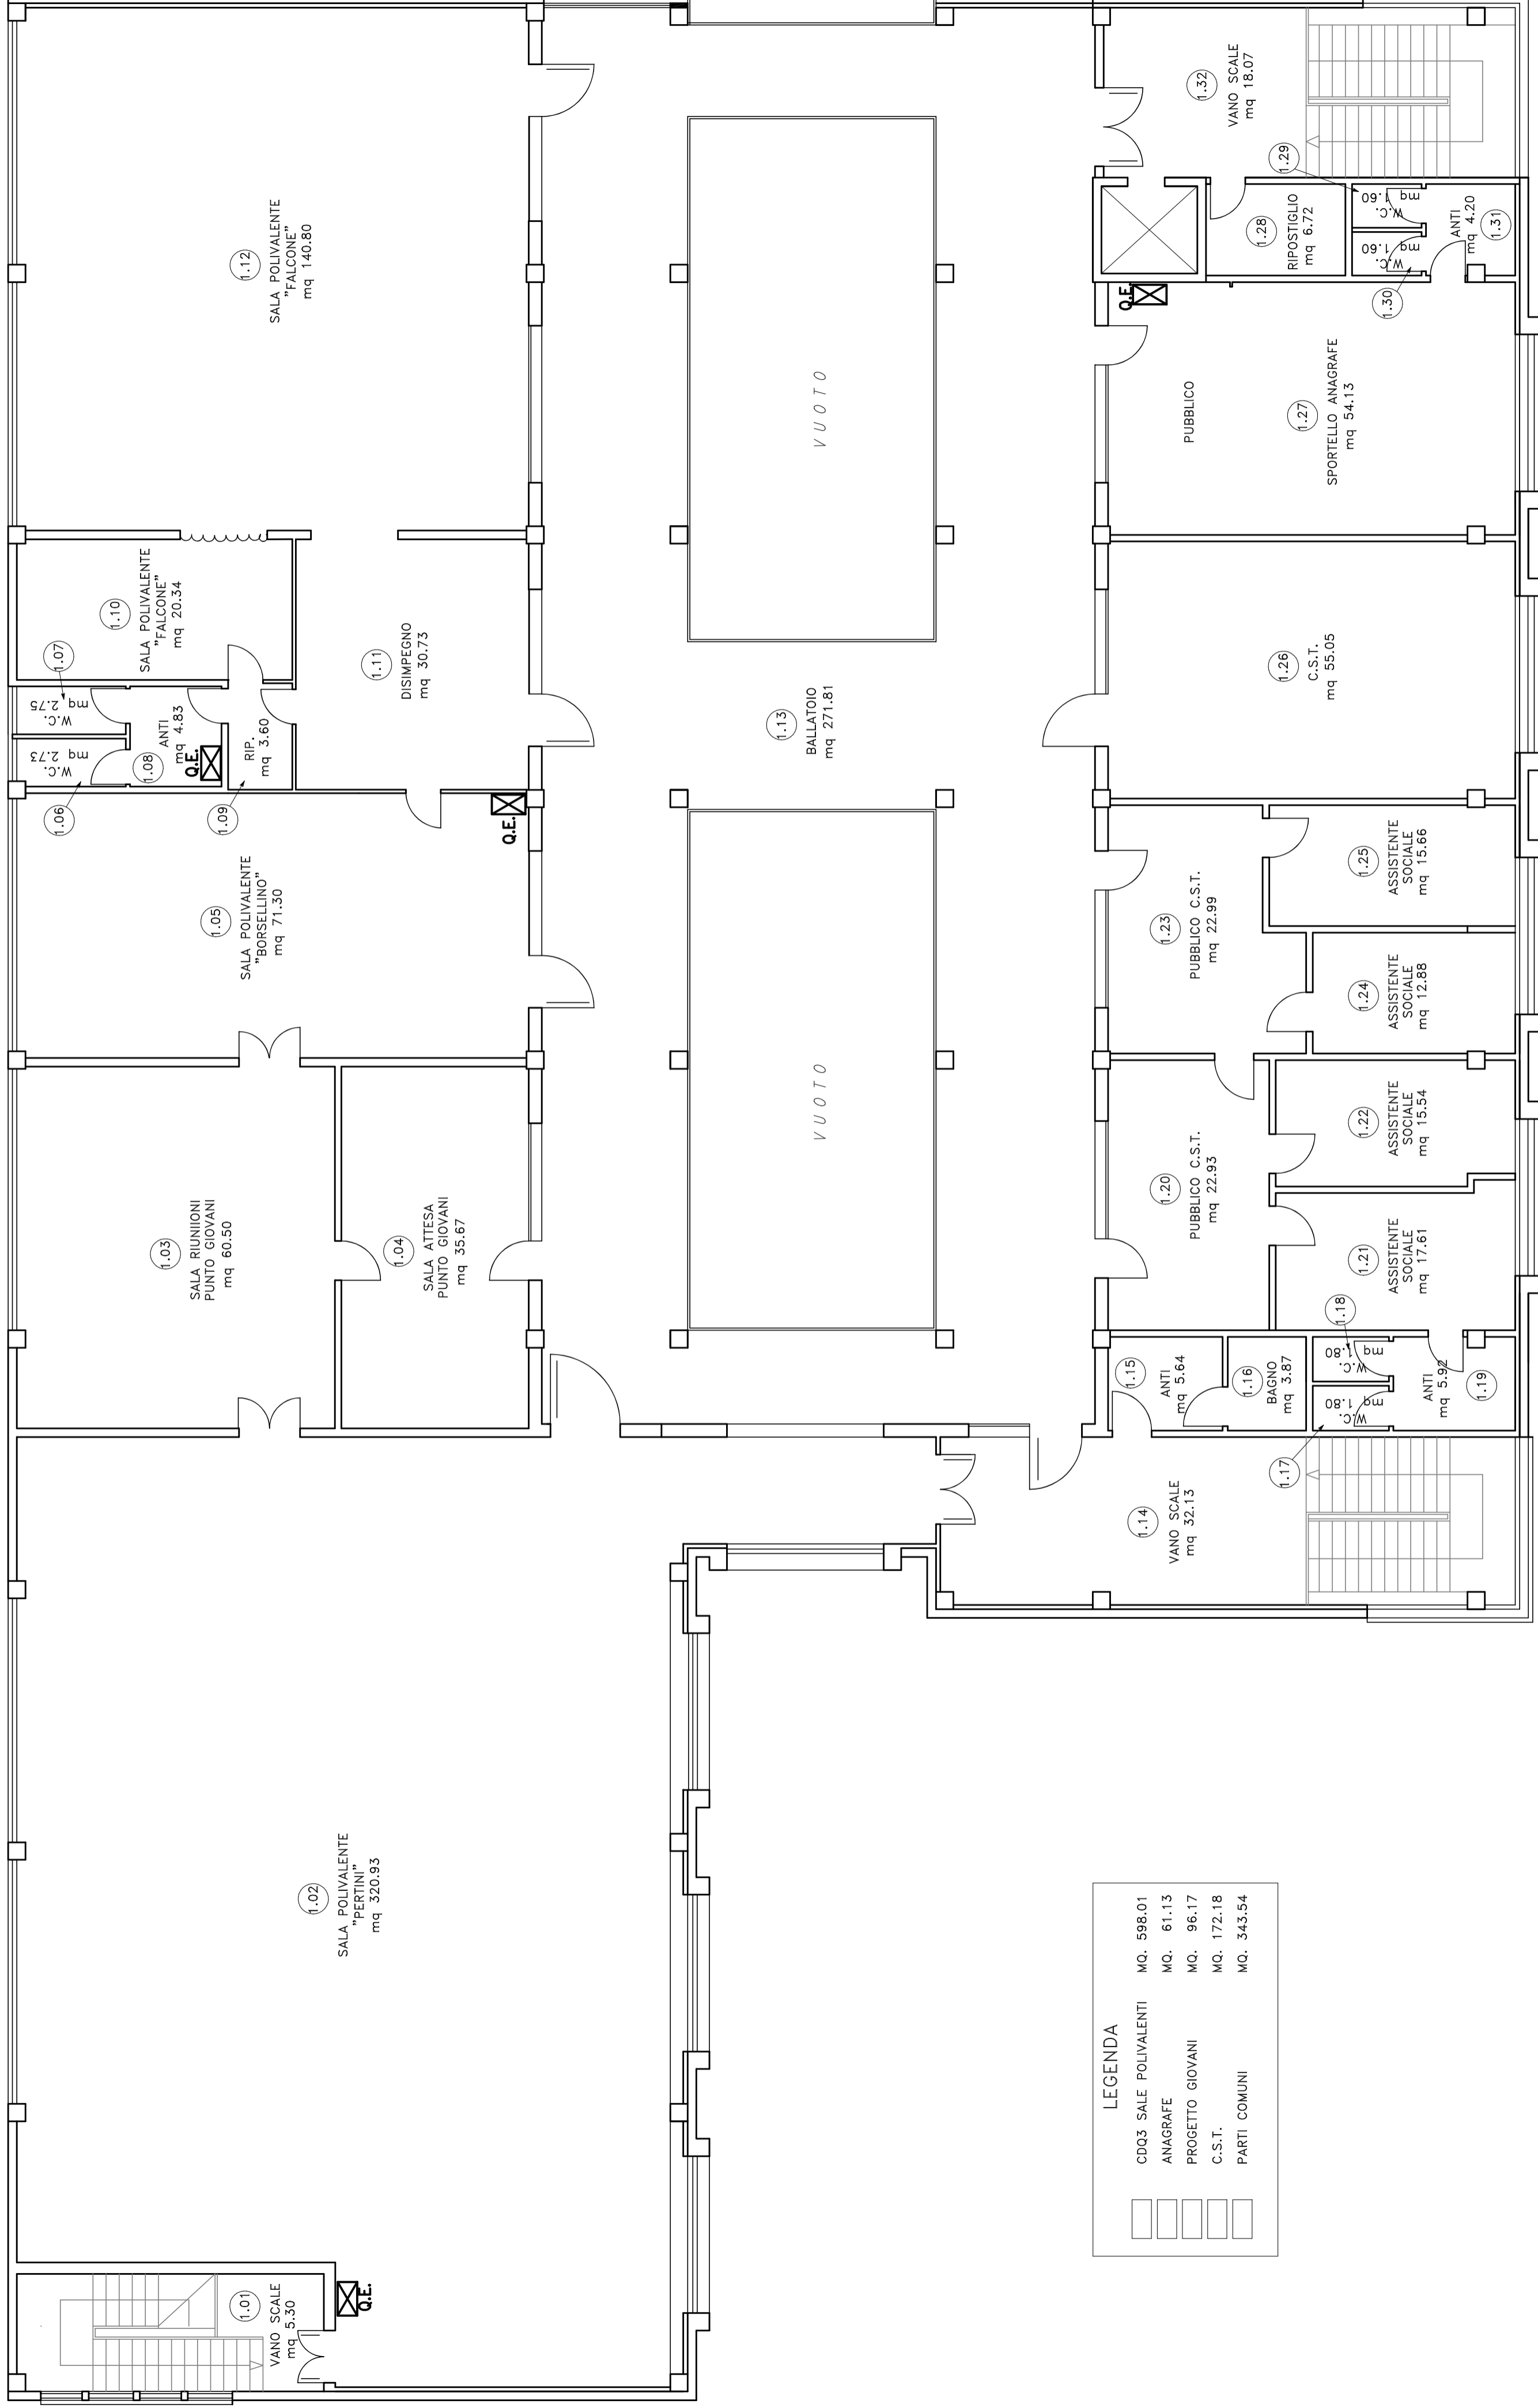 1.01
VANO SCALE
mq 5.30
Q.E.
1.02
SALA POLIVALENTE
"PERTINI"
mq 320.93
1.03
SALA RIUNIIONI
PUNTO GIOVANI
mq 60.50
1.04
SALA ATTESA
PUNTO GIOVANI
mq 35.67
1.05
SALA POLIVALENTE
"BORSELLINO"
mq 71.30
Q.E.
1.06
W.C.
mq 2.73
1.07
W.C.
mq 2.75
1.08
ANTI
mq 4.83
Q.E.
1.09
RIP.
mq 3.60
1.10
SALA POLIVALENTE
"FALCONE"
mq 20.34
1.11
DISIMPEGNO
mq 30.73
1.12
SALA POLIVALENTE
"FALCONE"
mq 140.80
VUOTO
1.13
BALLATOIO
mq 271.81
VUOTO
1.14
VANO SCALE
mq 32.13
1.15
ANTI
mq 5.64
1.16
BAGNO
mq 3.87
1.17
W.C.
mq 1.80
1.18
W.C.
mq 1.80
1.19
ANTI
mq 5.92
1.20
PUBBLICO C.S.T.
mq 22.93
1.21
ASSISTENTE
SOCIALE
mq 17.61
1.22
ASSISTENTE
SOCIALE
mq 15.54
1.23
PUBBLICO C.S.T.
mq 22.99
1.24
ASSISTENTE
SOCIALE
mq 12.88
1.25
ASSISTENTE
SOCIALE
mq 15.66
1.26
C.S.T.
mq 55.05
PUBBLICO
1.27
SPORTELLO ANAGRAFE
mq 54.13
Q.E.
1.28
RIPOSTIGLIO
mq 6.72
1.29
W.C.
mq 1.60
1.30
W.C.
mq 1.60
1.31
ANTI
mq 4.20
1.32
VANO SCALE
mq 18.07
LEGENDA
CDQ3 SALE POLIVALENTI MQ. 598.01
ANAGRAFE MQ. 61.13
PROGETTO GIOVANI MQ. 96.17
C.S.T. MQ. 172.18
PARTI COMUNI MQ. 343.54